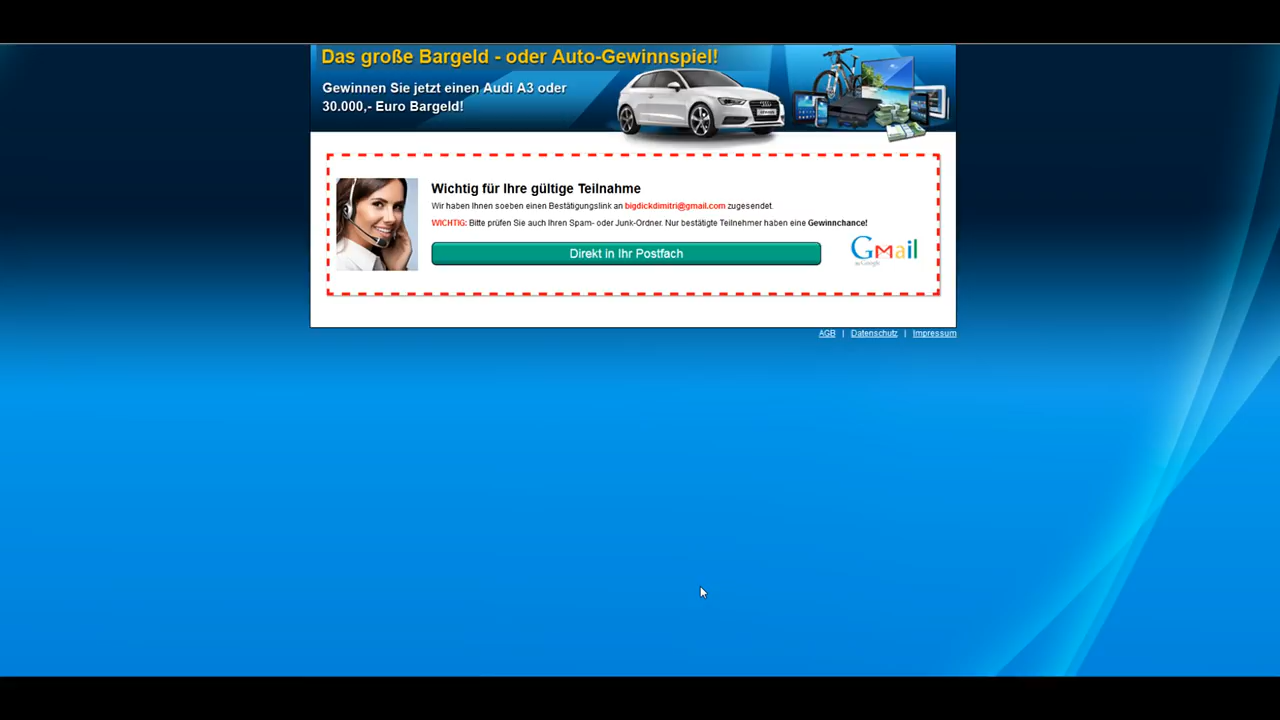 Das große Bargeld - oder Auto-Gewinnspiel!
Gewinnen Sie jetzt einen Audi A3 oder
30.000,- Euro Bargeld!
Wichtig für Ihre gültige Teilnahme
Wir haben Ihnen soeben einen Bestätigungslink an bigdickdimitri@gmail.com zugesendet.
WICHTIG: Bitte prüfen Sie auch Ihren Spam- oder Junk-Ordner. Nur bestätigte Teilnehmer haben eine Gewinnchance!
Direkt in Ihr Postfach
Gmail
AGB | Datenschutz | Impressum